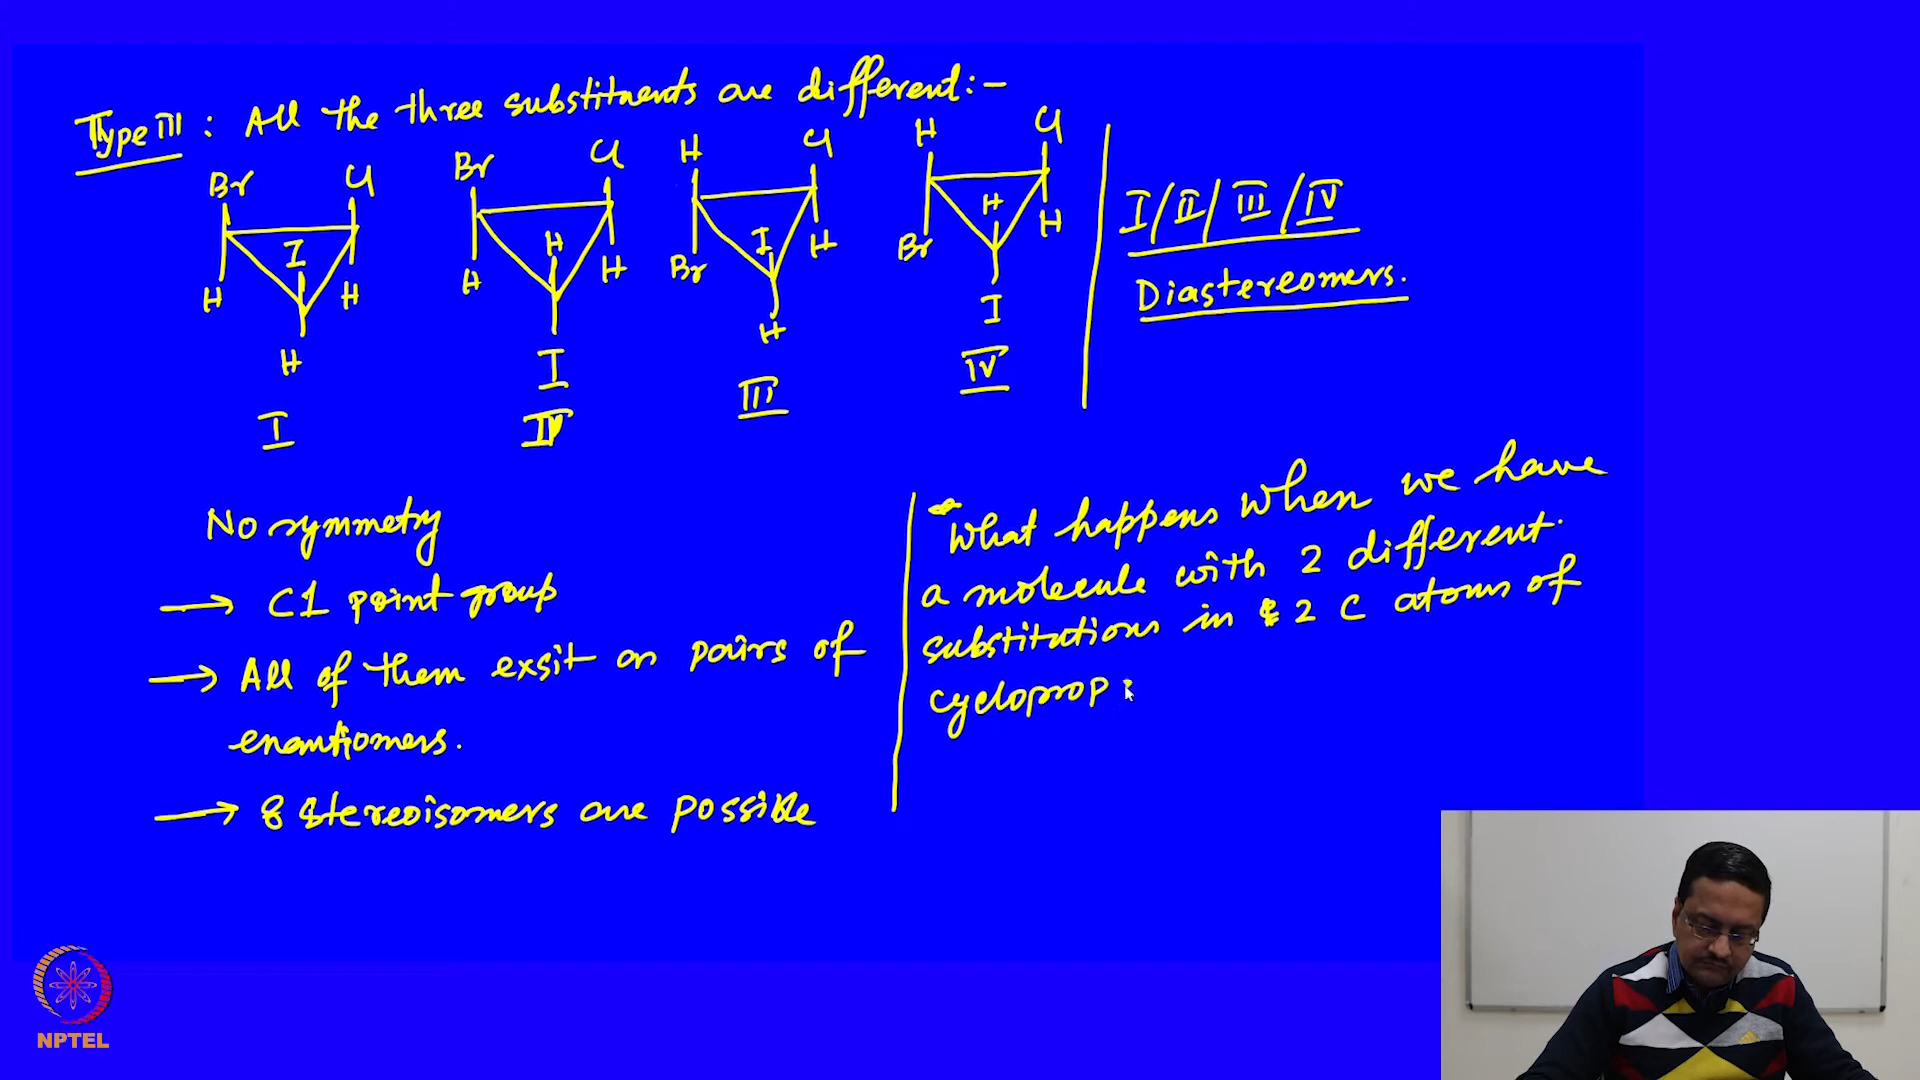 Type III : All the three substituents are different:-
Br Cl Br Cl H Cl H Cl
I H I H
H H H H Br H Br H
H I H I
I II III IV
I/II/III/IV
Diastereomers.
No symmetry
→ C1 point group
→ All of them exsit on pairs of
enantiomers.
→ 8 stereoisomers are possible
What happens when we have
a molecule with 2 different.
substitutions in 2 C atoms of
cycloprop
NPTEL